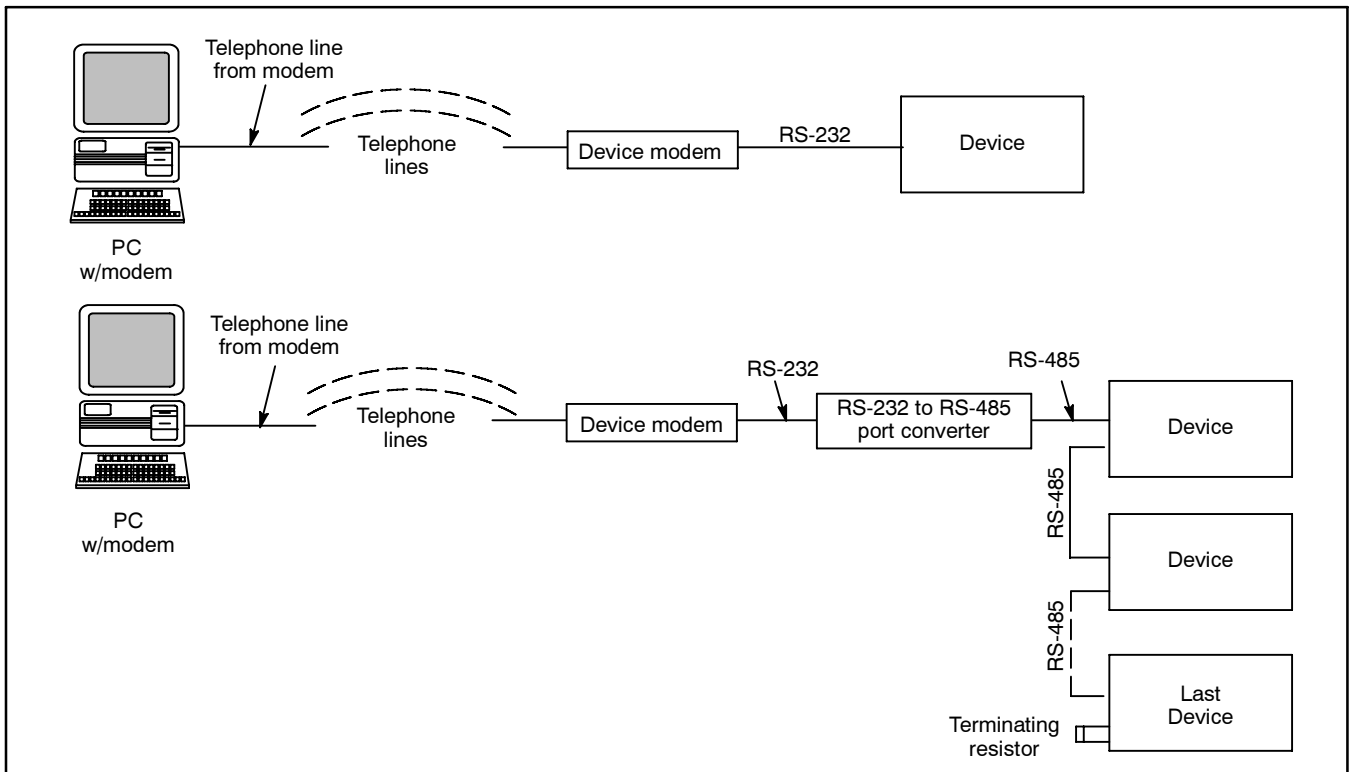 Telephone line
from modem
Telephone
lines
Device modem
RS-232
Device
PC
w/modem
Telephone line
from modem
Telephone
lines
Device modem
RS-232
RS-232 to RS-485
port converter
RS-485
Device
RS-485
Device
RS-485
Last
Device
Terminating
resistor
PC
w/modem